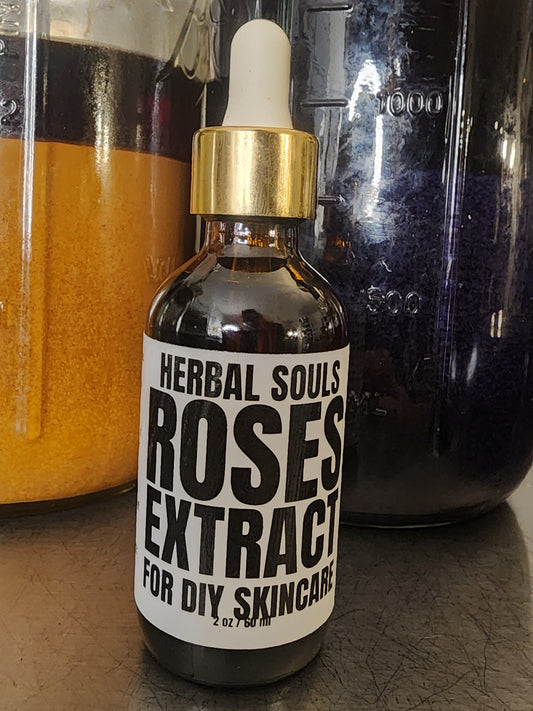 1000
500
HERBAL SOULS
ROSES
EXTRACT
FOR DIY SKINCARE
2 oz / 60 ml